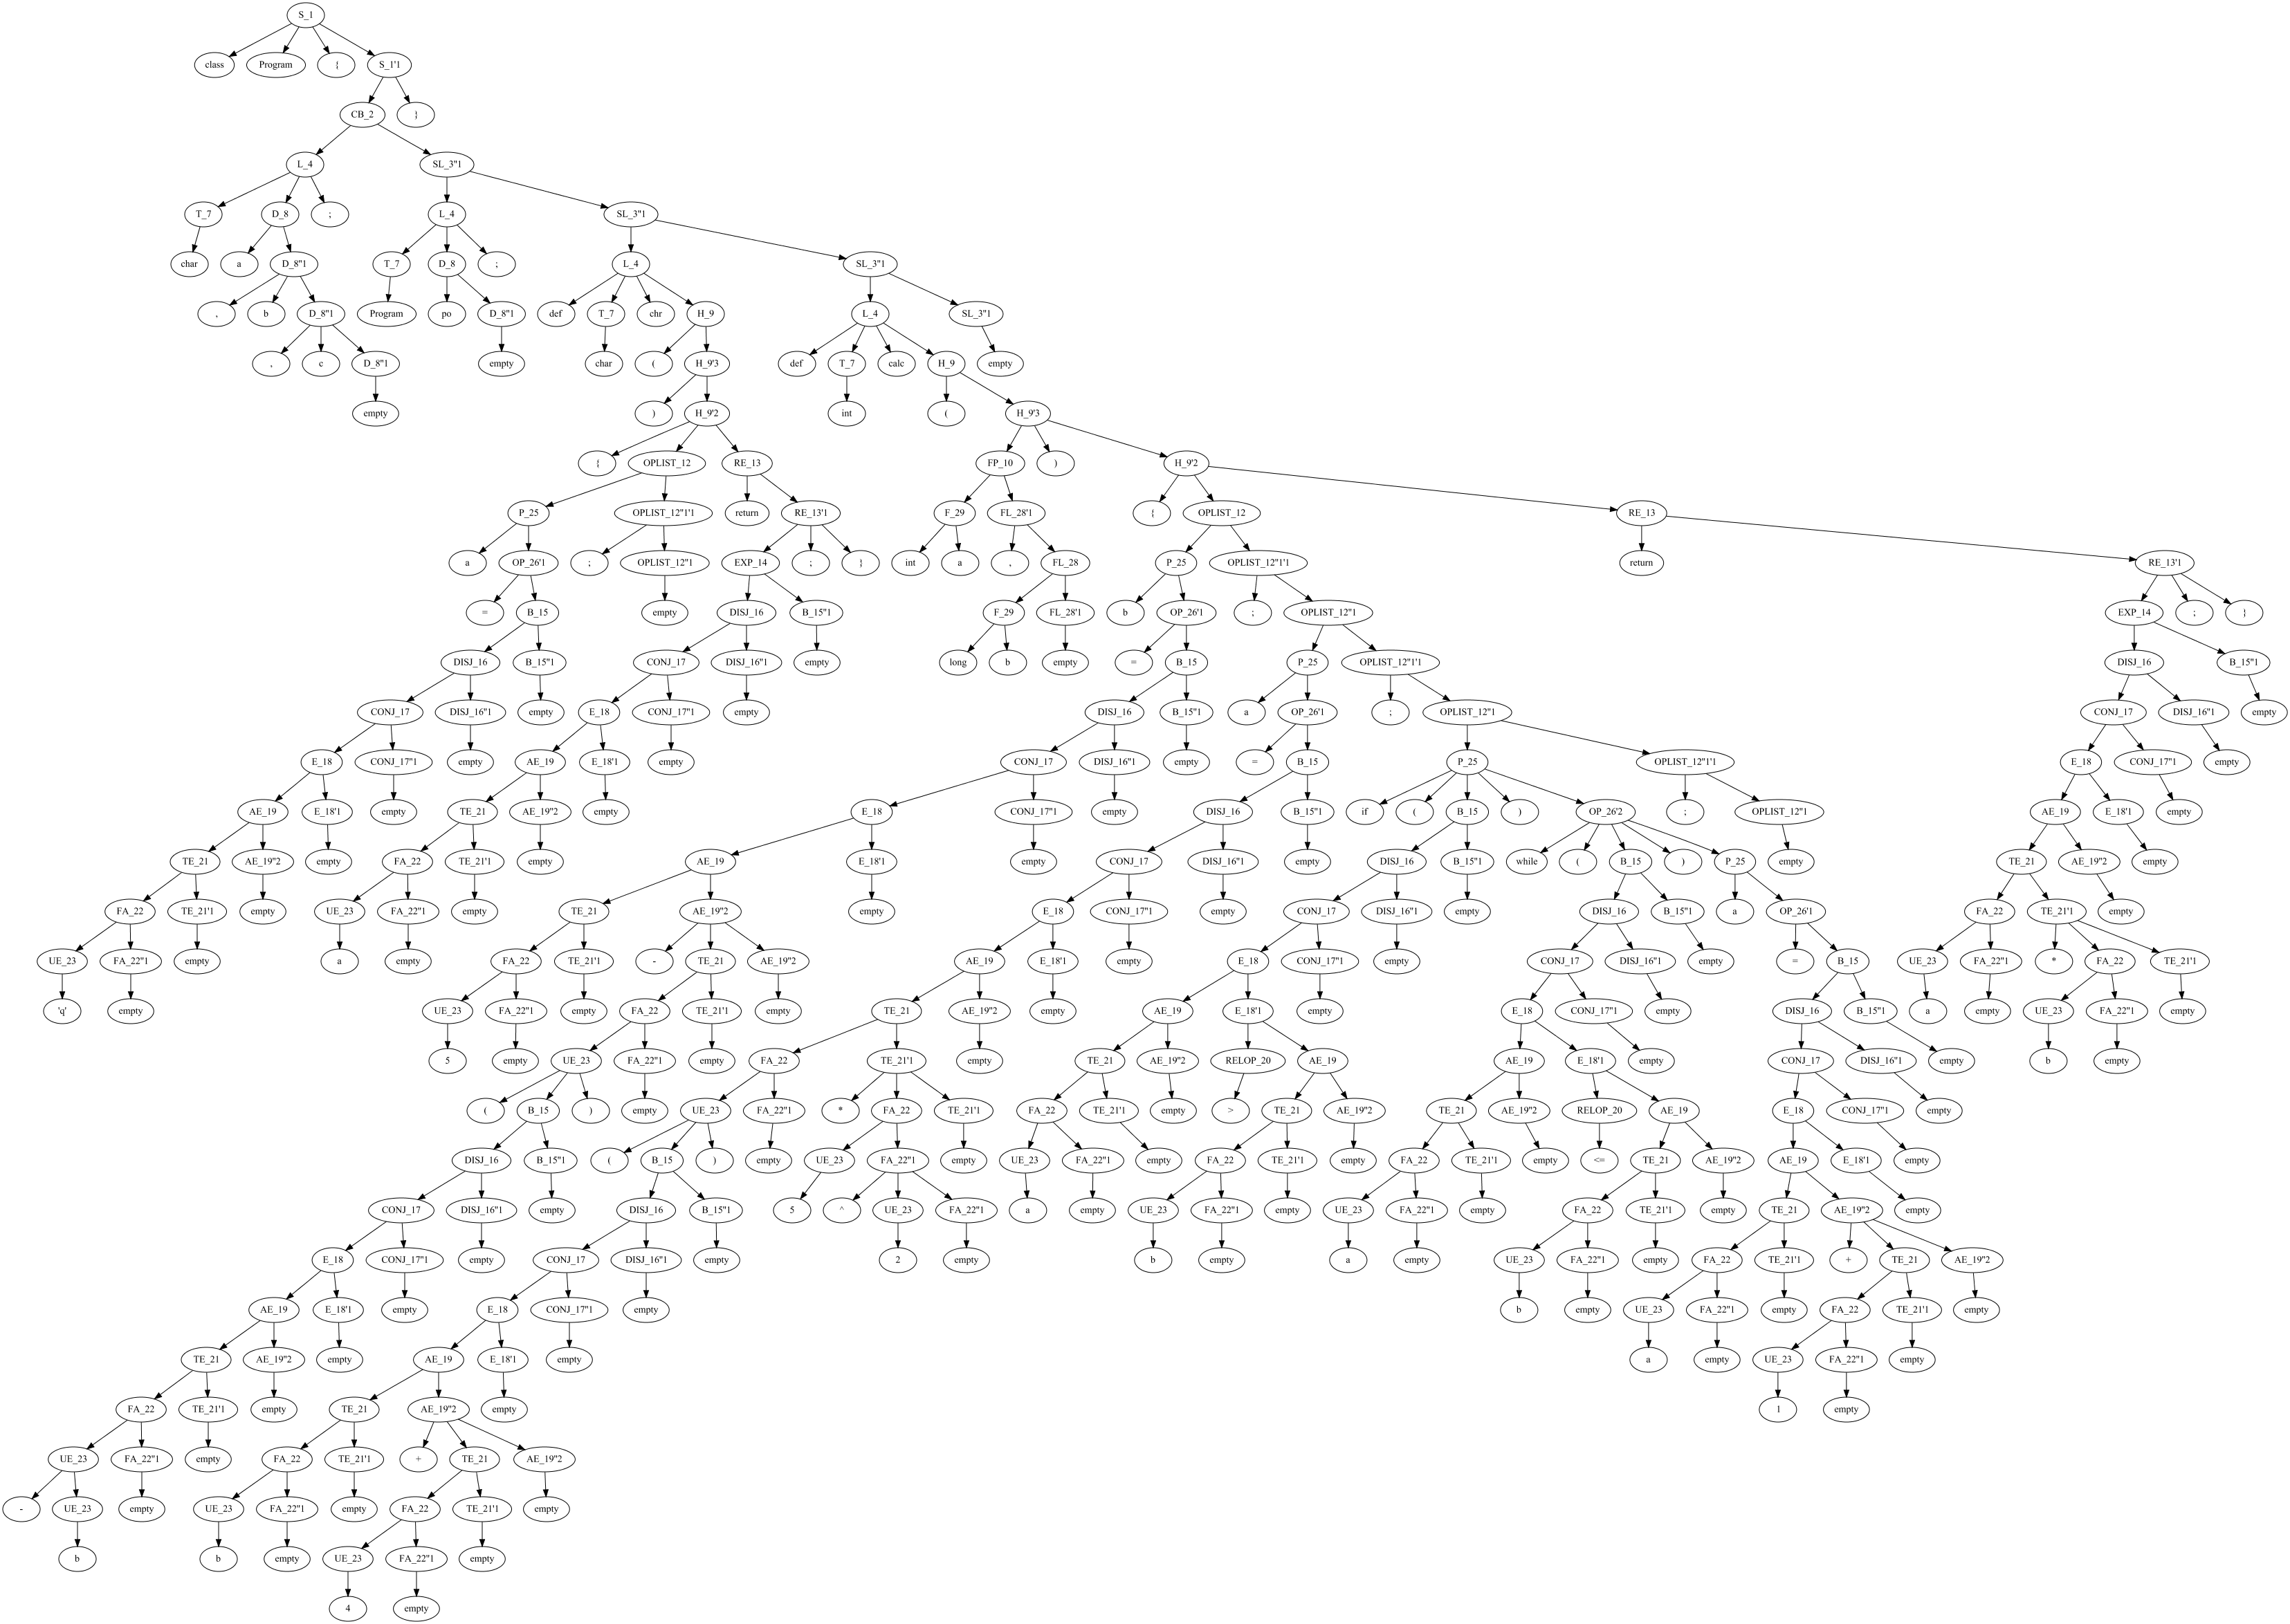 S_1
class Program { S_1'1
CB_2 }
L_4 SL_3"1
T_7 D_8 ; L_4 SL_3"1
char a D_8"1 T_7 D_8 ; L_4 SL_3"1
, b D_8"1 Program po D_8"1 def T_7 chr H_9 L_4 SL_3"1
, c D_8"1 empty char ( H_9'3 def T_7 calc H_9 empty
empty ) H_9'2 int ( H_9'3
{ OPLIST_12 RE_13 FP_10 ) H_9'2
P_25 OPLIST_12"1'1 return RE_13'1 F_29 FL_28'1 { OPLIST_12 RE_13
a OP_26'1 ; OPLIST_12"1 EXP_14 ; } int a , FL_28 P_25 OPLIST_12"1'1 return RE_13'1
= B_15 empty DISJ_16 B_15"1 F_29 FL_28'1 b OP_26'1 ; OPLIST_12"1 EXP_14 ; }
DISJ_16 B_15"1 CONJ_17 DISJ_16"1 empty long b empty = B_15 P_25 OPLIST_12"1'1 DISJ_16 B_15"1
CONJ_17 DISJ_16"1 empty E_18 CONJ_17"1 empty DISJ_16 B_15"1 a OP_26'1 ; OPLIST_12"1 CONJ_17 DISJ_16"1 empty
E_18 CONJ_17"1 empty AE_19 E_18'1 empty CONJ_17 DISJ_16"1 empty = B_15 P_25 OPLIST_12"1'1 E_18 CONJ_17"1 empty
AE_19 E_18'1 empty TE_21 AE_19"2 empty E_18 CONJ_17"1 empty DISJ_16 B_15"1 if ( B_15 ) OP_26'2 ; OPLIST_12"1 AE_19 E_18'1 empty
TE_21 AE_19"2 empty FA_22 TE_21'1 empty AE_19 E_18'1 empty CONJ_17 DISJ_16"1 empty DISJ_16 B_15"1 while ( B_15 ) P_25 empty TE_21 AE_19"2 empty
FA_22 TE_21'1 empty UE_23 FA_22"1 empty TE_21 AE_19"2 empty E_18 CONJ_17"1 empty CONJ_17 DISJ_16"1 empty DISJ_16 B_15"1 a OP_26'1 FA_22 TE_21'1 empty
UE_23 FA_22"1 empty a empty FA_22 TE_21'1 - TE_21 AE_19"2 AE_19 E_18'1 empty E_18 CONJ_17"1 empty CONJ_17 DISJ_16"1 empty = B_15 UE_23 FA_22"1 * FA_22 TE_21'1
'q' empty UE_23 FA_22"1 empty FA_22 TE_21'1 empty TE_21 AE_19"2 empty AE_19 E_18'1 empty E_18 CONJ_17"1 empty DISJ_16 B_15"1 a empty UE_23 FA_22"1 empty
5 empty UE_23 FA_22"1 empty FA_22 TE_21'1 empty TE_21 AE_19"2 RELOP_20 AE_19 AE_19 E_18'1 empty CONJ_17 DISJ_16"1 empty b empty
( B_15 ) empty UE_23 FA_22"1 * FA_22 TE_21'1 FA_22 TE_21'1 empty > TE_21 AE_19"2 TE_21 AE_19"2 RELOP_20 AE_19 E_18 CONJ_17"1 empty
DISJ_16 B_15"1 ( B_15 ) empty UE_23 FA_22"1 empty UE_23 FA_22"1 empty FA_22 TE_21'1 empty FA_22 TE_21'1 empty <= TE_21 AE_19"2 AE_19 E_18'1 empty
CONJ_17 DISJ_16"1 empty DISJ_16 B_15"1 5 ^ UE_23 FA_22"1 a empty UE_23 FA_22"1 empty UE_23 FA_22"1 empty FA_22 TE_21'1 empty TE_21 AE_19"2 empty
E_18 CONJ_17"1 empty CONJ_17 DISJ_16"1 empty 2 empty b empty a empty UE_23 FA_22"1 empty FA_22 TE_21'1 + TE_21 AE_19"2
AE_19 E_18'1 empty E_18 CONJ_17"1 empty b empty UE_23 FA_22"1 empty FA_22 TE_21'1 empty
TE_21 AE_19"2 empty AE_19 E_18'1 empty a empty UE_23 FA_22"1 empty
FA_22 TE_21'1 empty TE_21 AE_19"2 empty 1 empty
UE_23 FA_22"1 empty FA_22 TE_21'1 + TE_21 AE_19"2
- UE_23 empty UE_23 FA_22"1 empty FA_22 TE_21'1 empty
b b empty UE_23 FA_22"1 empty
4 empty